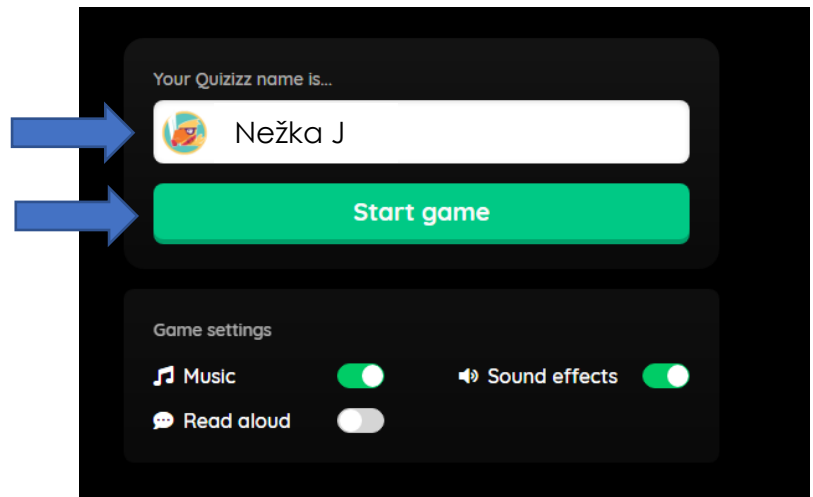 Your Quizizz name is...
Nežka J
Start game
Game settings
Music
Sound effects
Read aloud